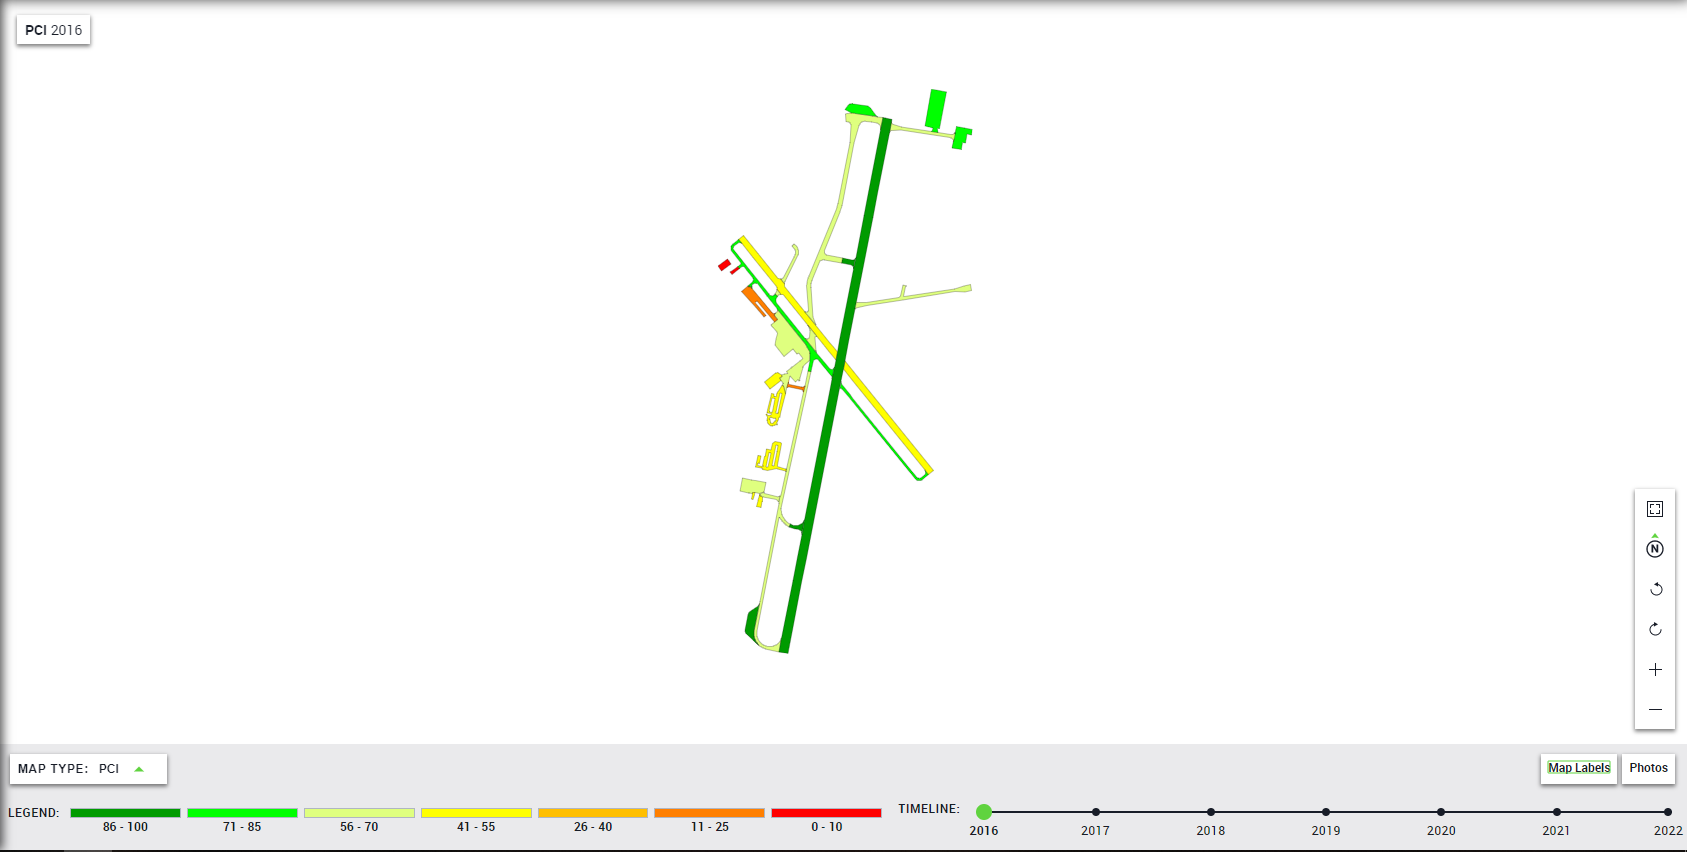 PCI 2016
N
MAP TYPE: PCI
Map Labels
Photos
LEGEND:
86 - 100
71 - 85
56 - 70
41 - 55
26 - 40
11 - 25
0 - 10
TIMELINE:
2016
2017
2018
2019
2020
2021
2022